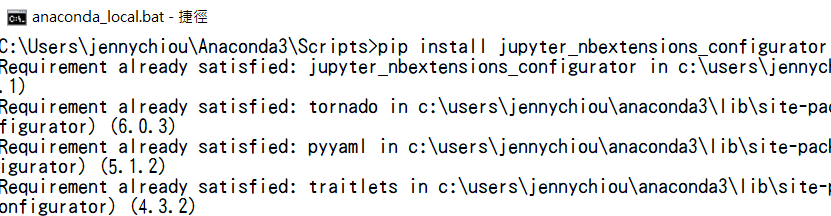 anaconda_local.bat - 捷徑
C:\Users\jennychiou\Anaconda3\Scripts>pip install jupyter_nbextensions_configurator
Requirement already satisfied: jupyter_nbextensions_configurator in c:\users\jennych
.1)
Requirement already satisfied: tornado in c:\users\jennychiou\anaconda3\lib\site-pac
figurator) (6.0.3)
Requirement already satisfied: pyyaml in c:\users\jennychiou\anaconda3\lib\site-pack
igurator) (5.1.2)
Requirement already satisfied: traitlets in c:\users\jennychiou\anaconda3\lib\site-p
onfigurator) (4.3.2)